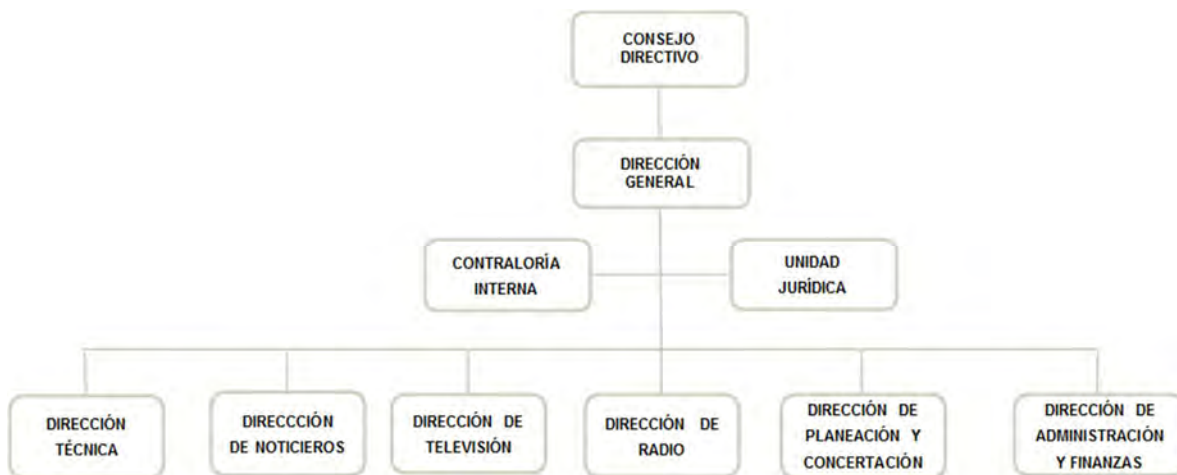 CONSEJO
DIRECTIVO
DIRECCIÓN
GENERAL
CONTRALORÍA
INTERNA
UNIDAD
JURÍDICA
DIRECCIÓN
TÉCNICA
DIRECCCIÓN
DE NOTICIEROS
DIRECCIÓN DE
TELEVISIÓN
DIRECCIÓN DE
RADIO
DIRECCIÓN DE
PLANEACIÓN Y
CONCERTACIÓN
DIRECCIÓN DE
ADMINISTRACIÓN
Y FINANZAS